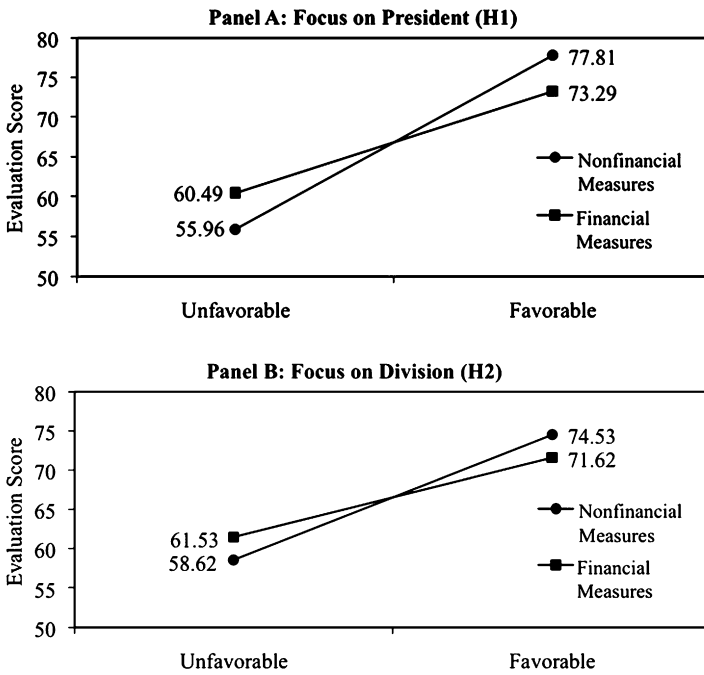 Panel A: Focus on President (H1)
80
75
70
65
60
55
50
Evaluation Score
77.81
73.29
60.49
55.96
Nonfinancial
Measures
Financial
Measures
Unfavorable
Favorable
Panel B: Focus on Division (H2)
80
75
70
65
60
55
50
Evaluation Score
74.53
71.62
61.53
58.62
Nonfinancial
Measures
Financial
Measures
Unfavorable
Favorable